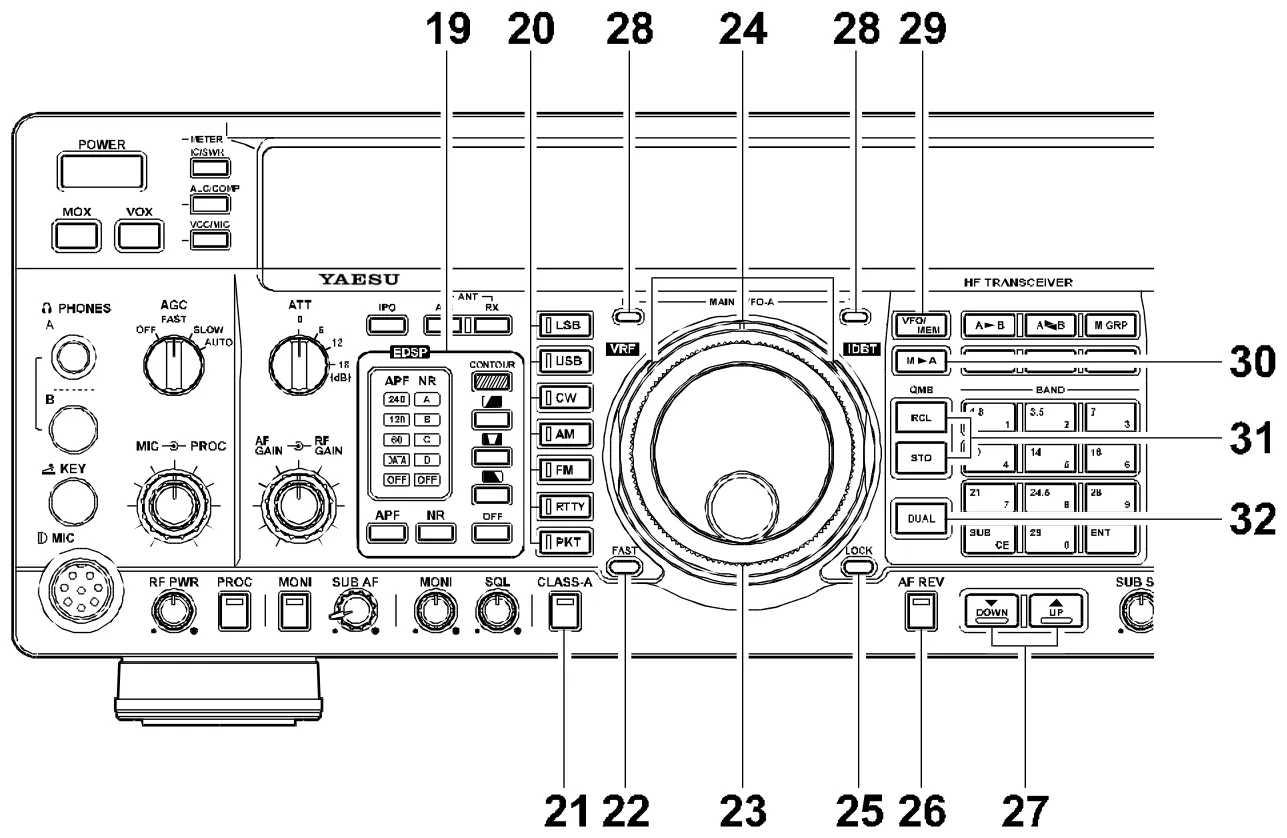 19 20 28 24 28 29
METER
POWER
IC/SWR
ALC/COMP
MOX VOX
VCC/MIC
YAESU
HF TRANSCEIVER
PHONES
A
B
KEY
MIC
AGC
OFF FAST SLOW AUTO
ATT
0 6 12 18 (dB)
MIC PROC
AF GAIN RF GAIN
IPO
ANT
RX
EDSP
APF NR
240 A
120 B
60 C
DATA D
OFF OFF
APF NR OFF
CONTOUR
LSB
USB
CW
AM
FM
RTTY
PKT
MAIN
VRF IDBT
FAST LOCK
VFO/MEM
M►A
A►B
M GRP
QMB
RCL
STO
DUAL
BAND
1 3.5 2 7 3
4 14 5 18 6
21 7 24.5 8 28 9
SUB CE 29 0 ENT
30
31
32
RF PWR PROC MONI SUB AF MONI SQL CLASS-A AF REV
DOWN UP
SUB S
21 22 23 25 26 27